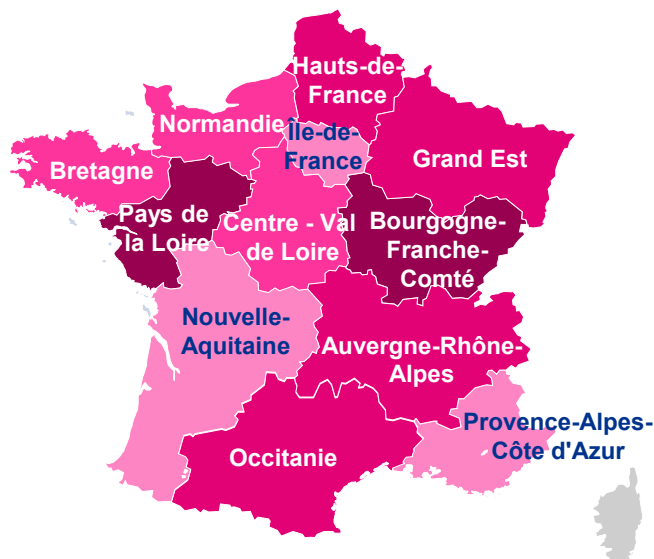 Hauts-de-
France
Normandie
Île-de-
France
Grand Est
Bretagne
Pays de
la Loire
Centre - Val
de Loire
Bourgogne-
Franche-
Comté
Nouvelle-
Aquitaine
Auvergne-Rhône-
Alpes
Provence-Alpes-
Côte d'Azur
Occitanie